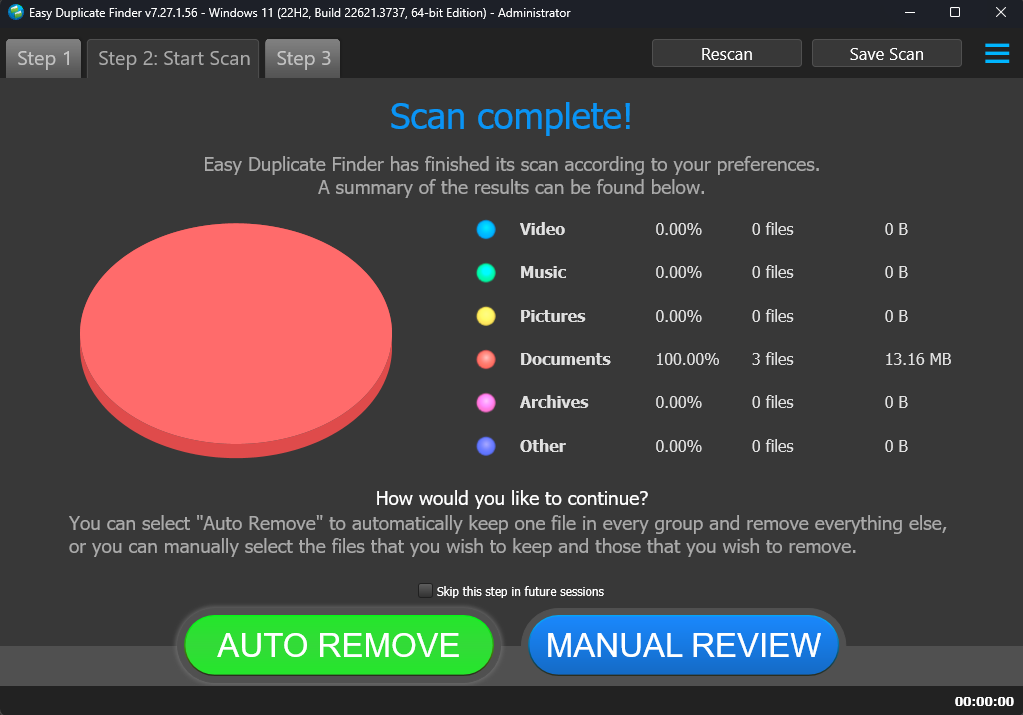 Easy Duplicate Finder v7.27.1.56 - Windows 11 (22H2, Build 22621.3737, 64-bit Edition) - Administrator
Step 1 Step 2: Start Scan Step 3 Rescan Save Scan
Scan complete!
Easy Duplicate Finder has finished its scan according to your preferences.
A summary of the results can be found below.
Video 0.00% 0 files 0 B
Music 0.00% 0 files 0 B
Pictures 0.00% 0 files 0 B
Documents 100.00% 3 files 13.16 MB
Archives 0.00% 0 files 0 B
Other 0.00% 0 files 0 B
How would you like to continue?
You can select "Auto Remove" to automatically keep one file in every group and remove everything else,
or you can manually select the files that you wish to keep and those that you wish to remove.
Skip this step in future sessions
AUTO REMOVE MANUAL REVIEW
00:00:00